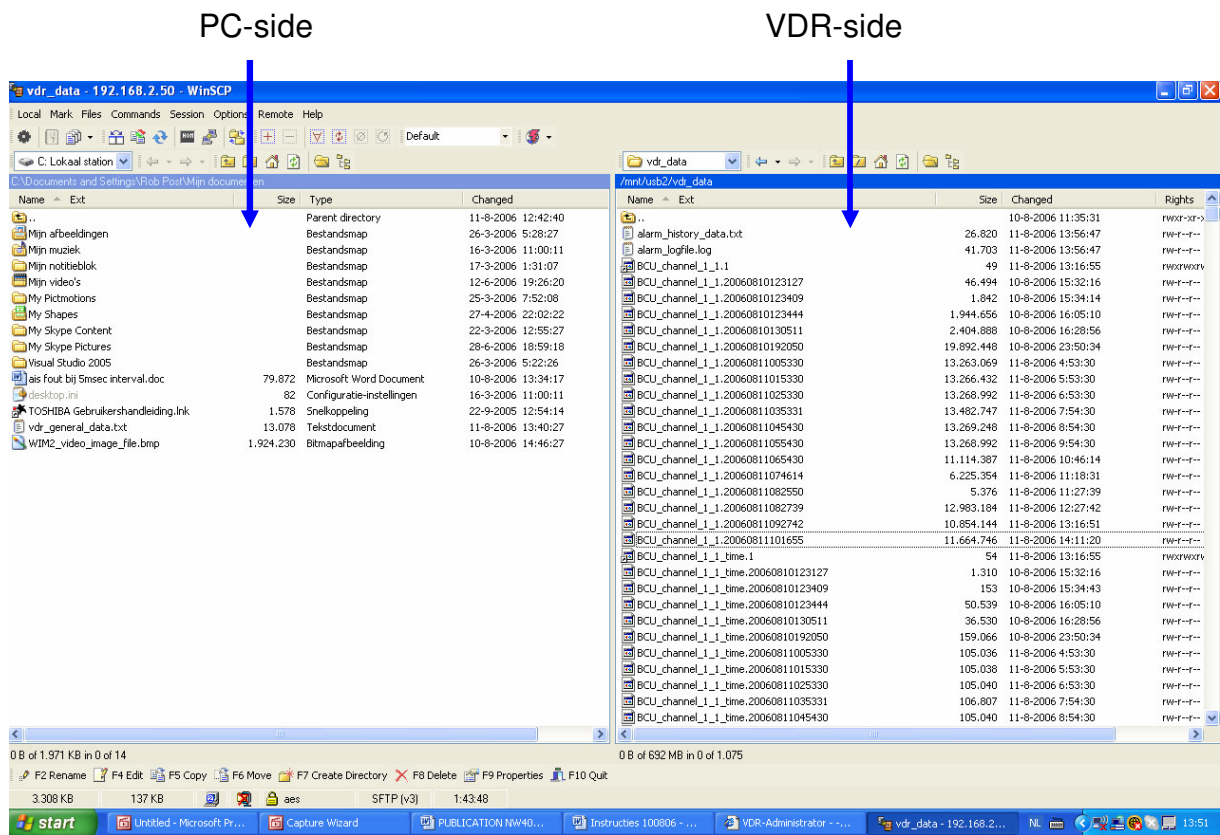 PC-side VDR-side
vdr_data - 192.168.2.50 - WinSCP
Local Mark Files Commands Session Options Remote Help
Default
C: Lokaal station vdr_data
C:\Documents and Settings\Rob Post\Mijn documenten /mnt/usb2/vdr_data
Name Ext Size Type Changed Name Ext Size Changed Rights
.. Parent directory 11-8-2006 12:42:40 .. 10-8-2006 11:35:31 rwxr-xr-x
Mijn afbeeldingen Bestandsmap 26-3-2006 5:28:27 alarm_history_data.txt 26.820 11-8-2006 13:56:47 rw-r--r--
Mijn muziek Bestandsmap 16-3-2006 11:00:11 alarm_logfile.log 41.703 11-8-2006 13:56:47 rw-r--r--
Mijn notitieblok Bestandsmap 17-3-2006 1:31:07 BCU_channel_1_1.1 49 11-8-2006 13:16:55 rwxrwxrw
Mijn video's Bestandsmap 12-6-2006 19:26:20 BCU_channel_1_1.20060810123127 46.494 10-8-2006 15:32:16 rw-r--r--
My Pictmotions Bestandsmap 25-3-2006 7:52:08 BCU_channel_1_1.20060810123409 1.842 10-8-2006 15:34:14 rw-r--r--
My Shapes Bestandsmap 27-4-2006 22:02:22 BCU_channel_1_1.20060810123444 1.944.656 10-8-2006 16:05:10 rw-r--r--
My Skype Content Bestandsmap 22-3-2006 12:55:27 BCU_channel_1_1.20060810130511 2.404.888 10-8-2006 16:28:56 rw-r--r--
My Skype Pictures Bestandsmap 28-6-2006 18:59:18 BCU_channel_1_1.20060810192050 19.892.448 10-8-2006 23:50:34 rw-r--r--
Visual Studio 2005 Bestandsmap 26-3-2006 5:22:26 BCU_channel_1_1.20060811005330 13.263.069 11-8-2006 4:53:30 rw-r--r--
ais fout bij 5msec interval.doc 79.872 Microsoft Word Document 10-8-2006 13:34:17 BCU_channel_1_1.20060811015330 13.266.432 11-8-2006 5:53:30 rw-r--r--
desktop.ini 82 Configuratie-instellingen 16-3-2006 11:00:11 BCU_channel_1_1.20060811025330 13.268.992 11-8-2006 6:53:30 rw-r--r--
TOSHIBA Gebruikershandleiding.lnk 1.578 Snelkoppeling 22-9-2005 12:54:14 BCU_channel_1_1.20060811035331 13.482.747 11-8-2006 7:54:30 rw-r--r--
vdr_general_data.txt 13.078 Tekstdocument 11-8-2006 13:40:27 BCU_channel_1_1.20060811045430 13.269.248 11-8-2006 8:54:30 rw-r--r--
WIM2_video_image_file.bmp 1.924.230 Bitmapafbeelding 10-8-2006 14:46:27 BCU_channel_1_1.20060811055430 13.268.992 11-8-2006 9:54:30 rw-r--r--
BCU_channel_1_1.20060811065430 11.114.387 11-8-2006 10:46:14 rw-r--r--
BCU_channel_1_1.20060811074614 6.225.354 11-8-2006 11:18:31 rw-r--r--
BCU_channel_1_1.20060811082550 5.376 11-8-2006 11:27:39 rw-r--r--
BCU_channel_1_1.20060811082739 12.983.184 11-8-2006 12:27:42 rw-r--r--
BCU_channel_1_1.20060811092742 10.854.144 11-8-2006 13:16:51 rw-r--r--
BCU_channel_1_1.20060811101655 11.664.746 11-8-2006 14:11:20 rw-r--r--
BCU_channel_1_1_time.1 54 11-8-2006 13:16:55 rwxrwxrw
BCU_channel_1_1_time.20060810123127 1.310 10-8-2006 15:32:16 rw-r--r--
BCU_channel_1_1_time.20060810123409 153 10-8-2006 15:34:43 rw-r--r--
BCU_channel_1_1_time.20060810123444 50.539 10-8-2006 16:05:10 rw-r--r--
BCU_channel_1_1_time.20060810130511 36.530 10-8-2006 16:28:56 rw-r--r--
BCU_channel_1_1_time.20060810192050 159.066 10-8-2006 23:50:34 rw-r--r--
BCU_channel_1_1_time.20060811005330 105.036 11-8-2006 4:53:30 rw-r--r--
BCU_channel_1_1_time.20060811015330 105.038 11-8-2006 5:53:30 rw-r--r--
BCU_channel_1_1_time.20060811025330 105.040 11-8-2006 6:53:30 rw-r--r--
BCU_channel_1_1_time.20060811035331 106.807 11-8-2006 7:54:30 rw-r--r--
BCU_channel_1_1_time.20060811045430 105.040 11-8-2006 8:54:30 rw-r--r--
0 B of 1.971 KB in 0 of 14 0 B of 692 MB in 0 of 1.075
F2 Rename F4 Edit F5 Copy F6 Move F7 Create Directory F8 Delete F9 Properties F10 Quit
3.308 KB 137 KB aes SFTP (v3) 1:43:48
start Untitled - Microsoft Pr... Capture Wizard PUBLICATION NW40... Instructies 100806 - ... VDR-Administrator - -... vdr_data - 192.168.2... NL 13:51